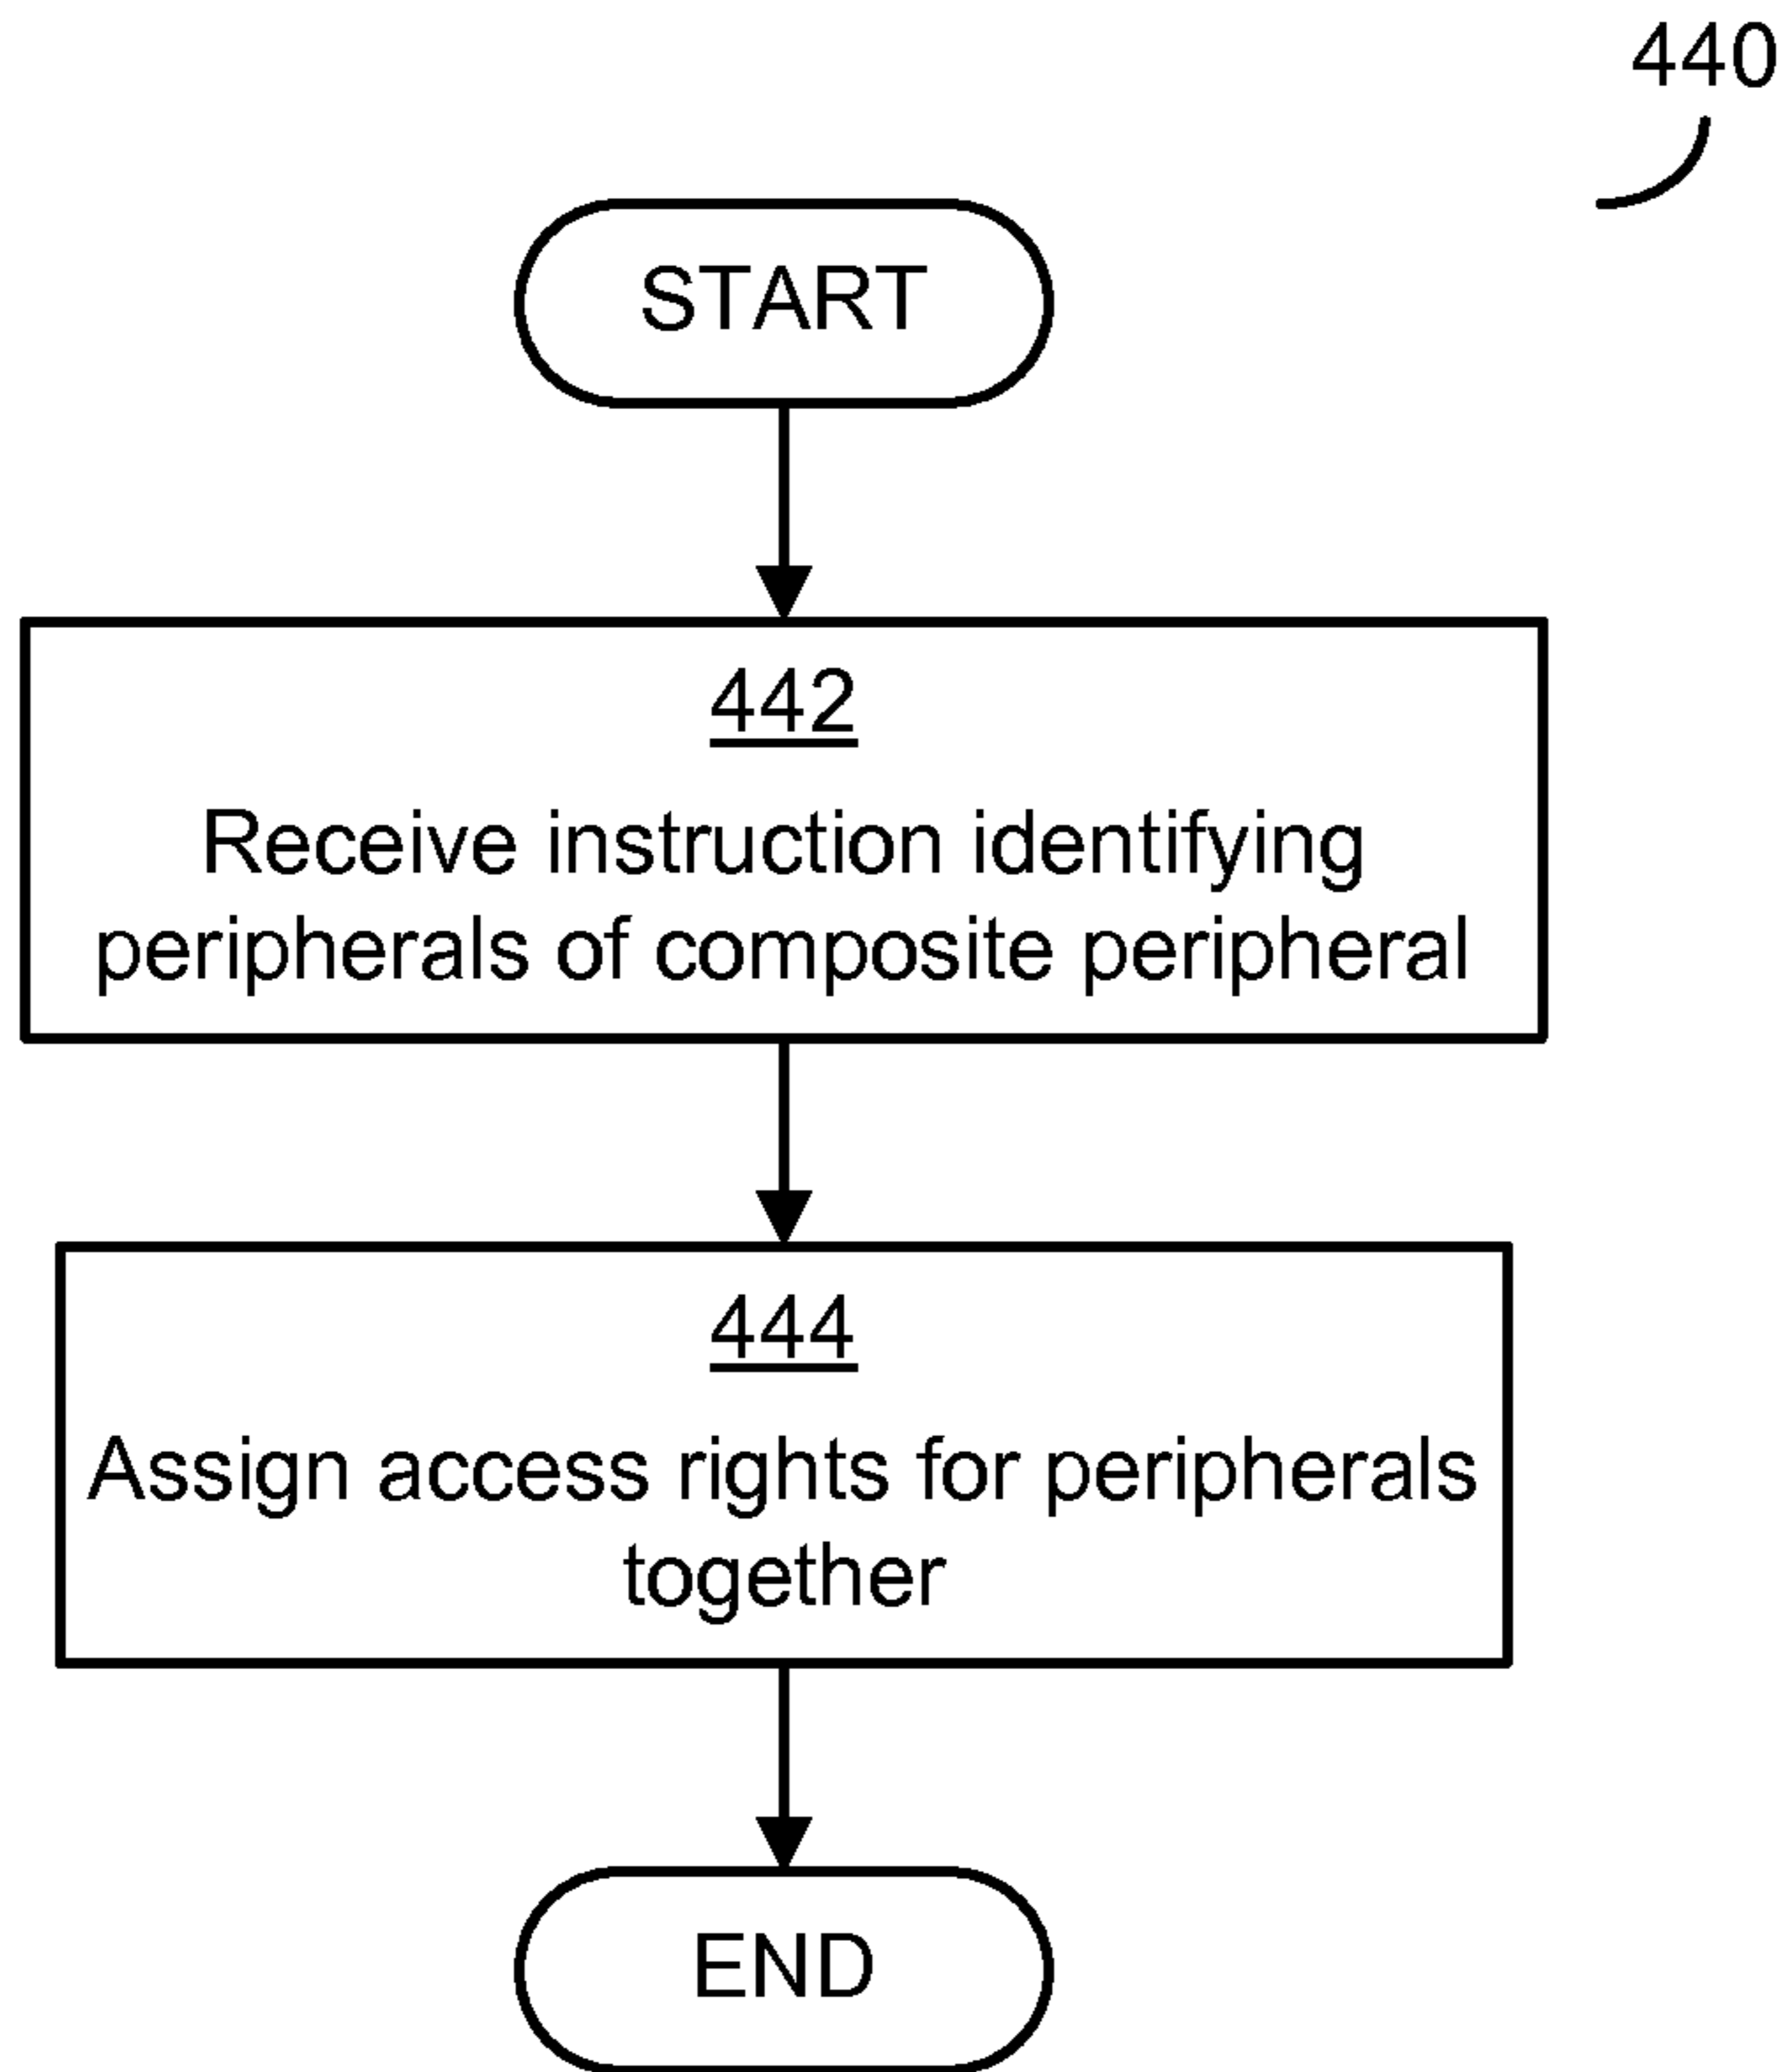 440
START
442
Receive instruction identifying
peripherals of composite peripheral
444
Assign access rights for peripherals
together
END